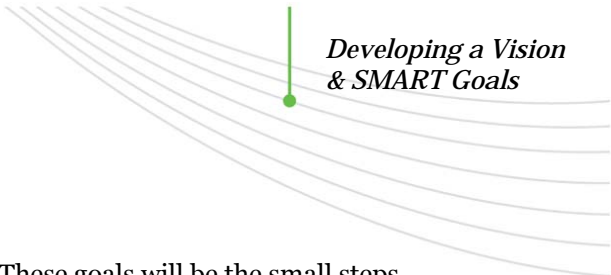 Developing a Vision
& SMART Goals
These goals will be the small steps